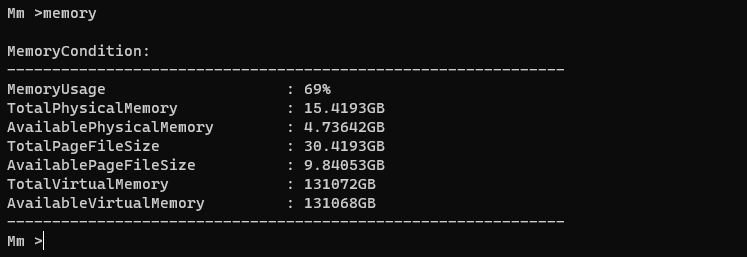 Mm >memory
MemoryCondition:
--------------------------------------------------------------
MemoryUsage                    : 69%
TotalPhysicalMemory            : 15.4193GB
AvailablePhysicalMemory        : 4.73642GB
TotalPageFileSize              : 30.4193GB
AvailablePageFileSize          : 9.84053GB
TotalVirtualMemory             : 131072GB
AvailableVirtualMemory         : 131068GB
--------------------------------------------------------------
Mm >